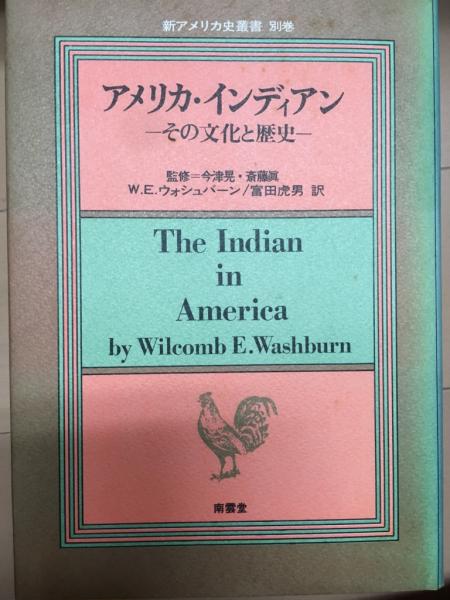 新アメリカ史叢書 別巻
アメリカ・インディアン
—その文化と歴史—
監修=今津晃・斎藤眞
W.E.ウォシュバーン/富田虎男 訳
The Indian
in
America
by Wilcomb E.Washburn
南雲堂